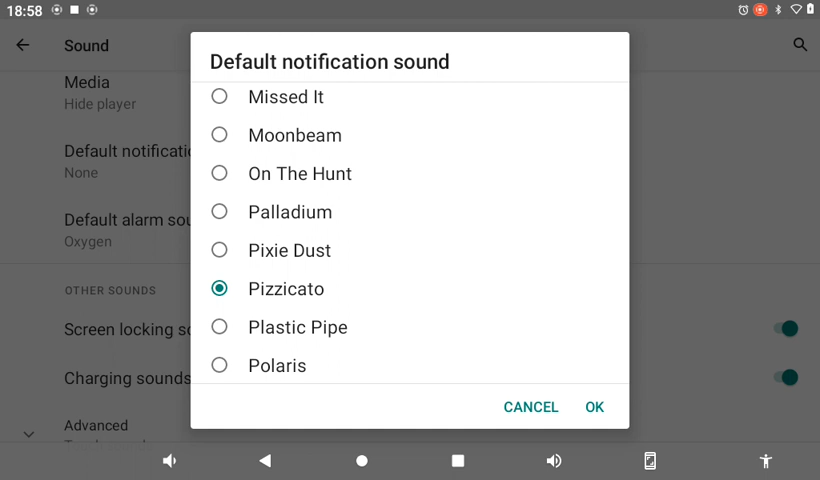 18:58
Sound
Media
Hide player
Default notificatio
None
Default alarm sou
Oxygen
OTHER SOUNDS
Screen locking so
Charging sounds
Advanced
Default notification sound
Missed It
Moonbeam
On The Hunt
Palladium
Pixie Dust
Pizzicato
Plastic Pipe
Polaris
CANCEL OK